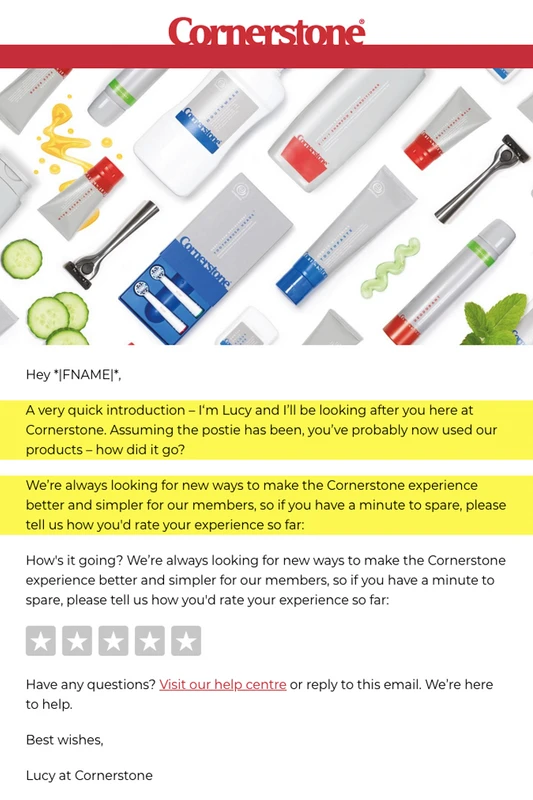 Cornerstone®
Cornerstone
Cornerstone
Cornerstone
Hey *|FNAME|*,
A very quick introduction – I‘m Lucy and I’ll be looking after you here at
Cornerstone. Assuming the postie has been, you’ve probably now used our
products – how did it go?
We’re always looking for new ways to make the Cornerstone experience
better and simpler for our members, so if you have a minute to spare, please
tell us how you'd rate your experience so far:
How's it going? We’re always looking for new ways to make the Cornerstone
experience better and simpler for our members, so if you have a minute to
spare, please tell us how you'd rate your experience so far:
Have any questions? Visit our help centre or reply to this email. We’re here
to help.
Best wishes,
Lucy at Cornerstone